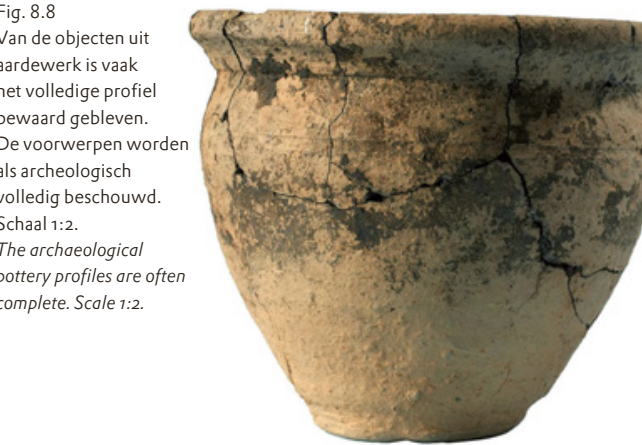 Fig. 8.8
Van de objecten uit
aardewerk is vaak
het volledige profiel
bewaard gebleven.
De voorwerpen worden
als archeologisch
volledig beschouwd.
Schaal 1:2.
The archaeological
pottery profiles are often
complete. Scale 1:2.